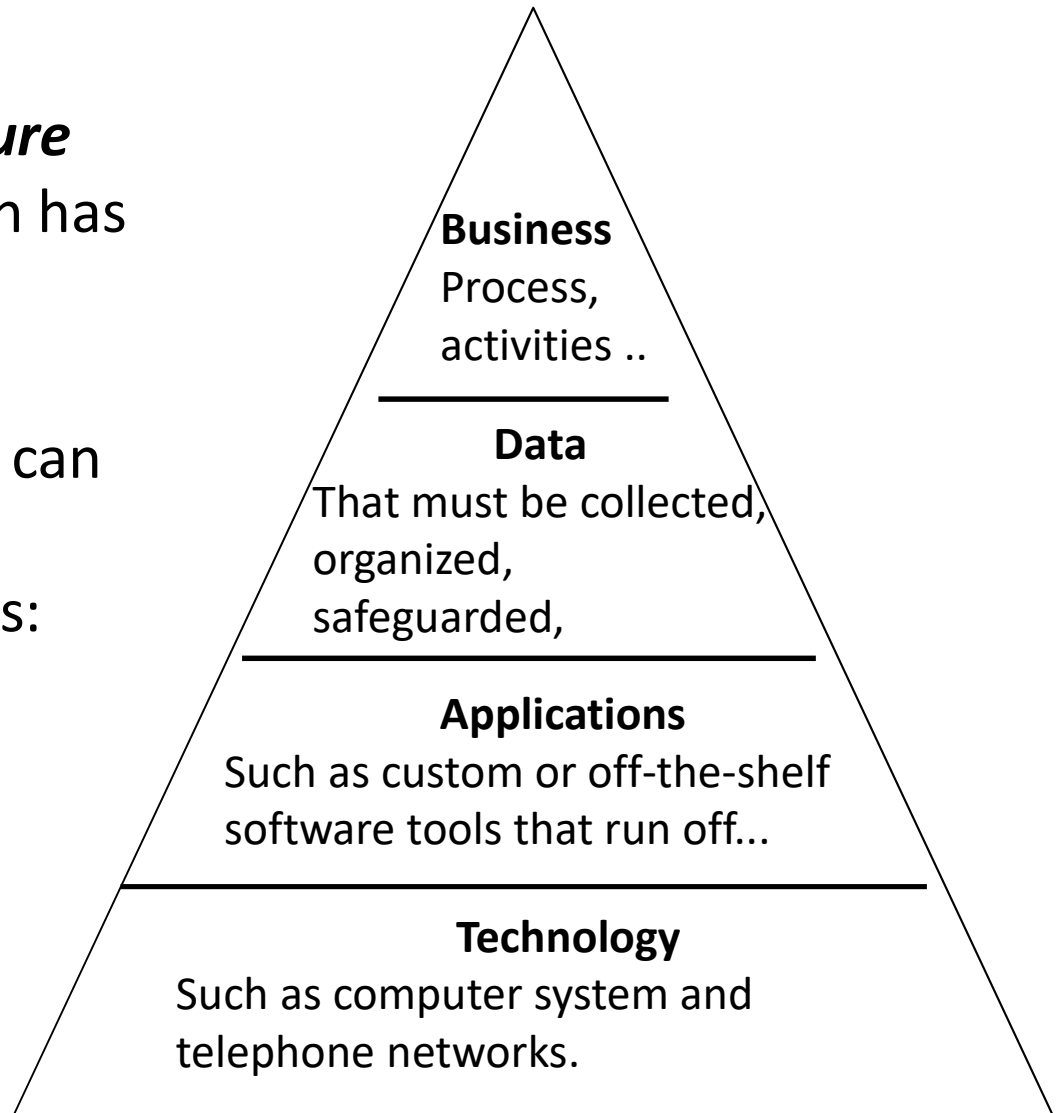 ure
n has
can
s:
Business
Process,
activities ..
Data
That must be collected,
organized,
safeguarded,
Applications
Such as custom or off-the-shelf
software tools that run off...
Technology
Such as computer system and
telephone networks.